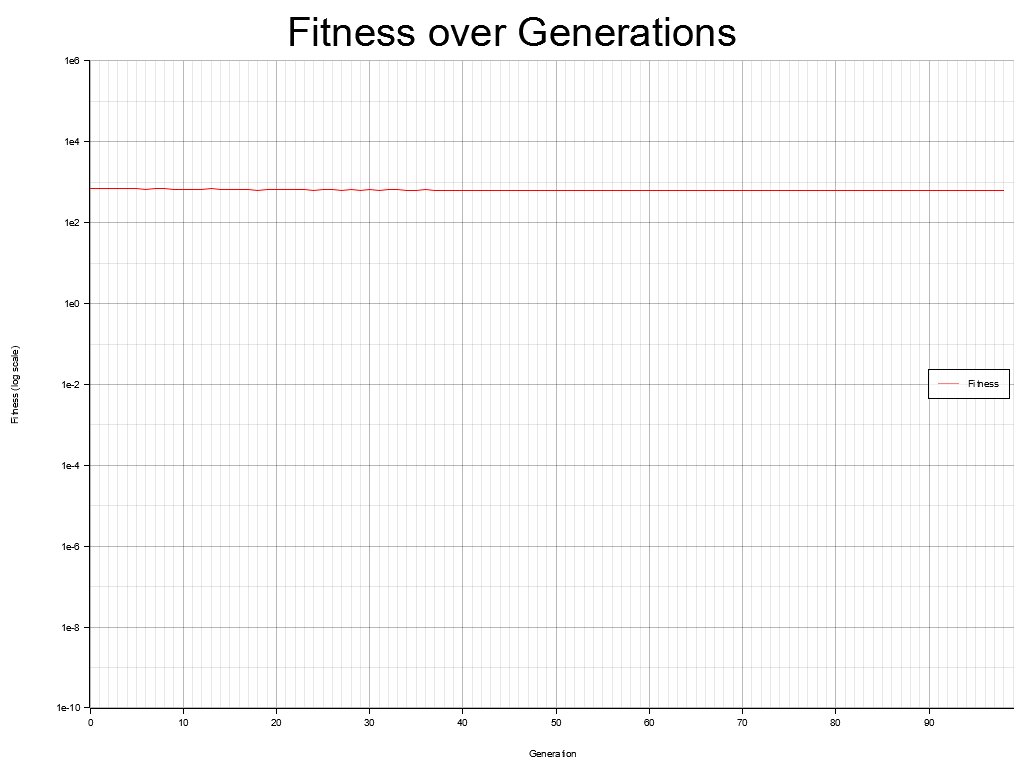 Fitness over Generations
1e6
1e4
1e2
1e0
1e-2
1e-4
1e-6
1e-8
1e-10
Fitness (log scale)
Fitness
0 10 20 30 40 50 60 70 80 90
Generation